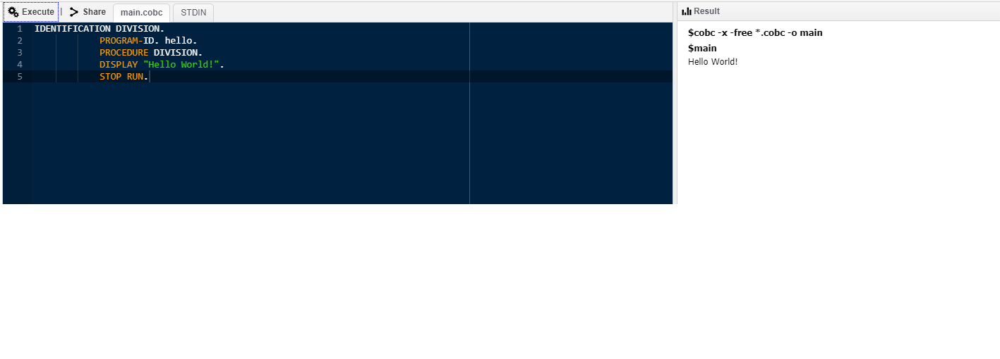 Execute | Share main.cobc STDIN
1 IDENTIFICATION DIVISION.
2 PROGRAM-ID. hello.
3 PROCEDURE DIVISION.
4 DISPLAY "Hello World!".
5 STOP RUN.
Result
$cobc -x -free *.cobc -o main
$main
Hello World!